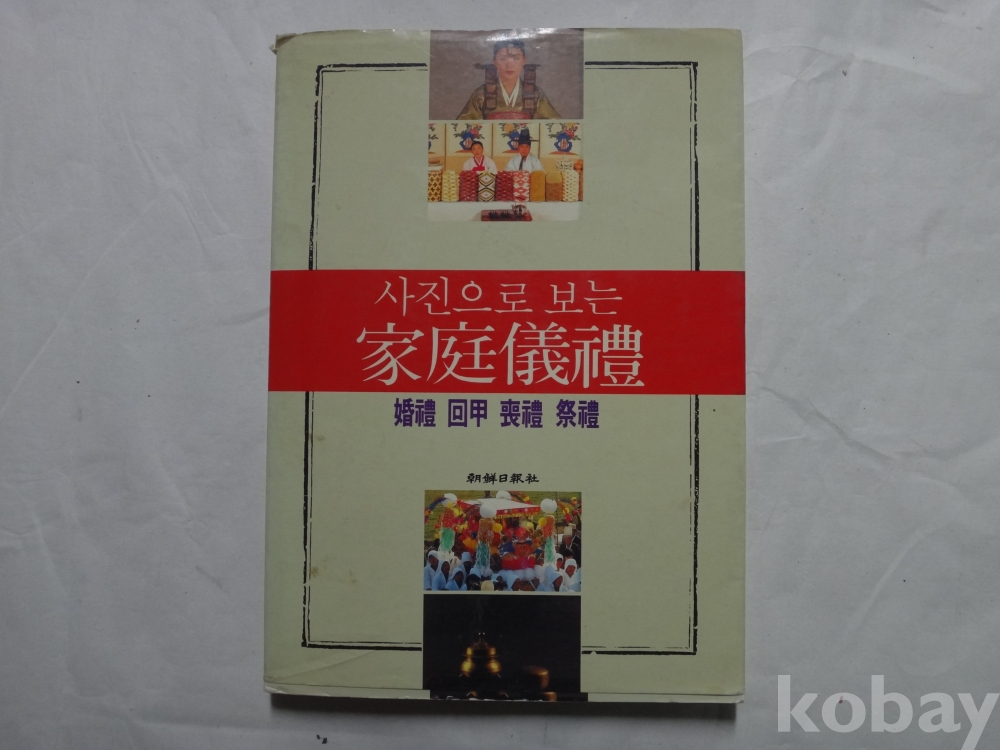 사진으로 보는
家庭儀禮
婚禮 回甲 喪禮 祭禮
朝鮮日報社
kobay